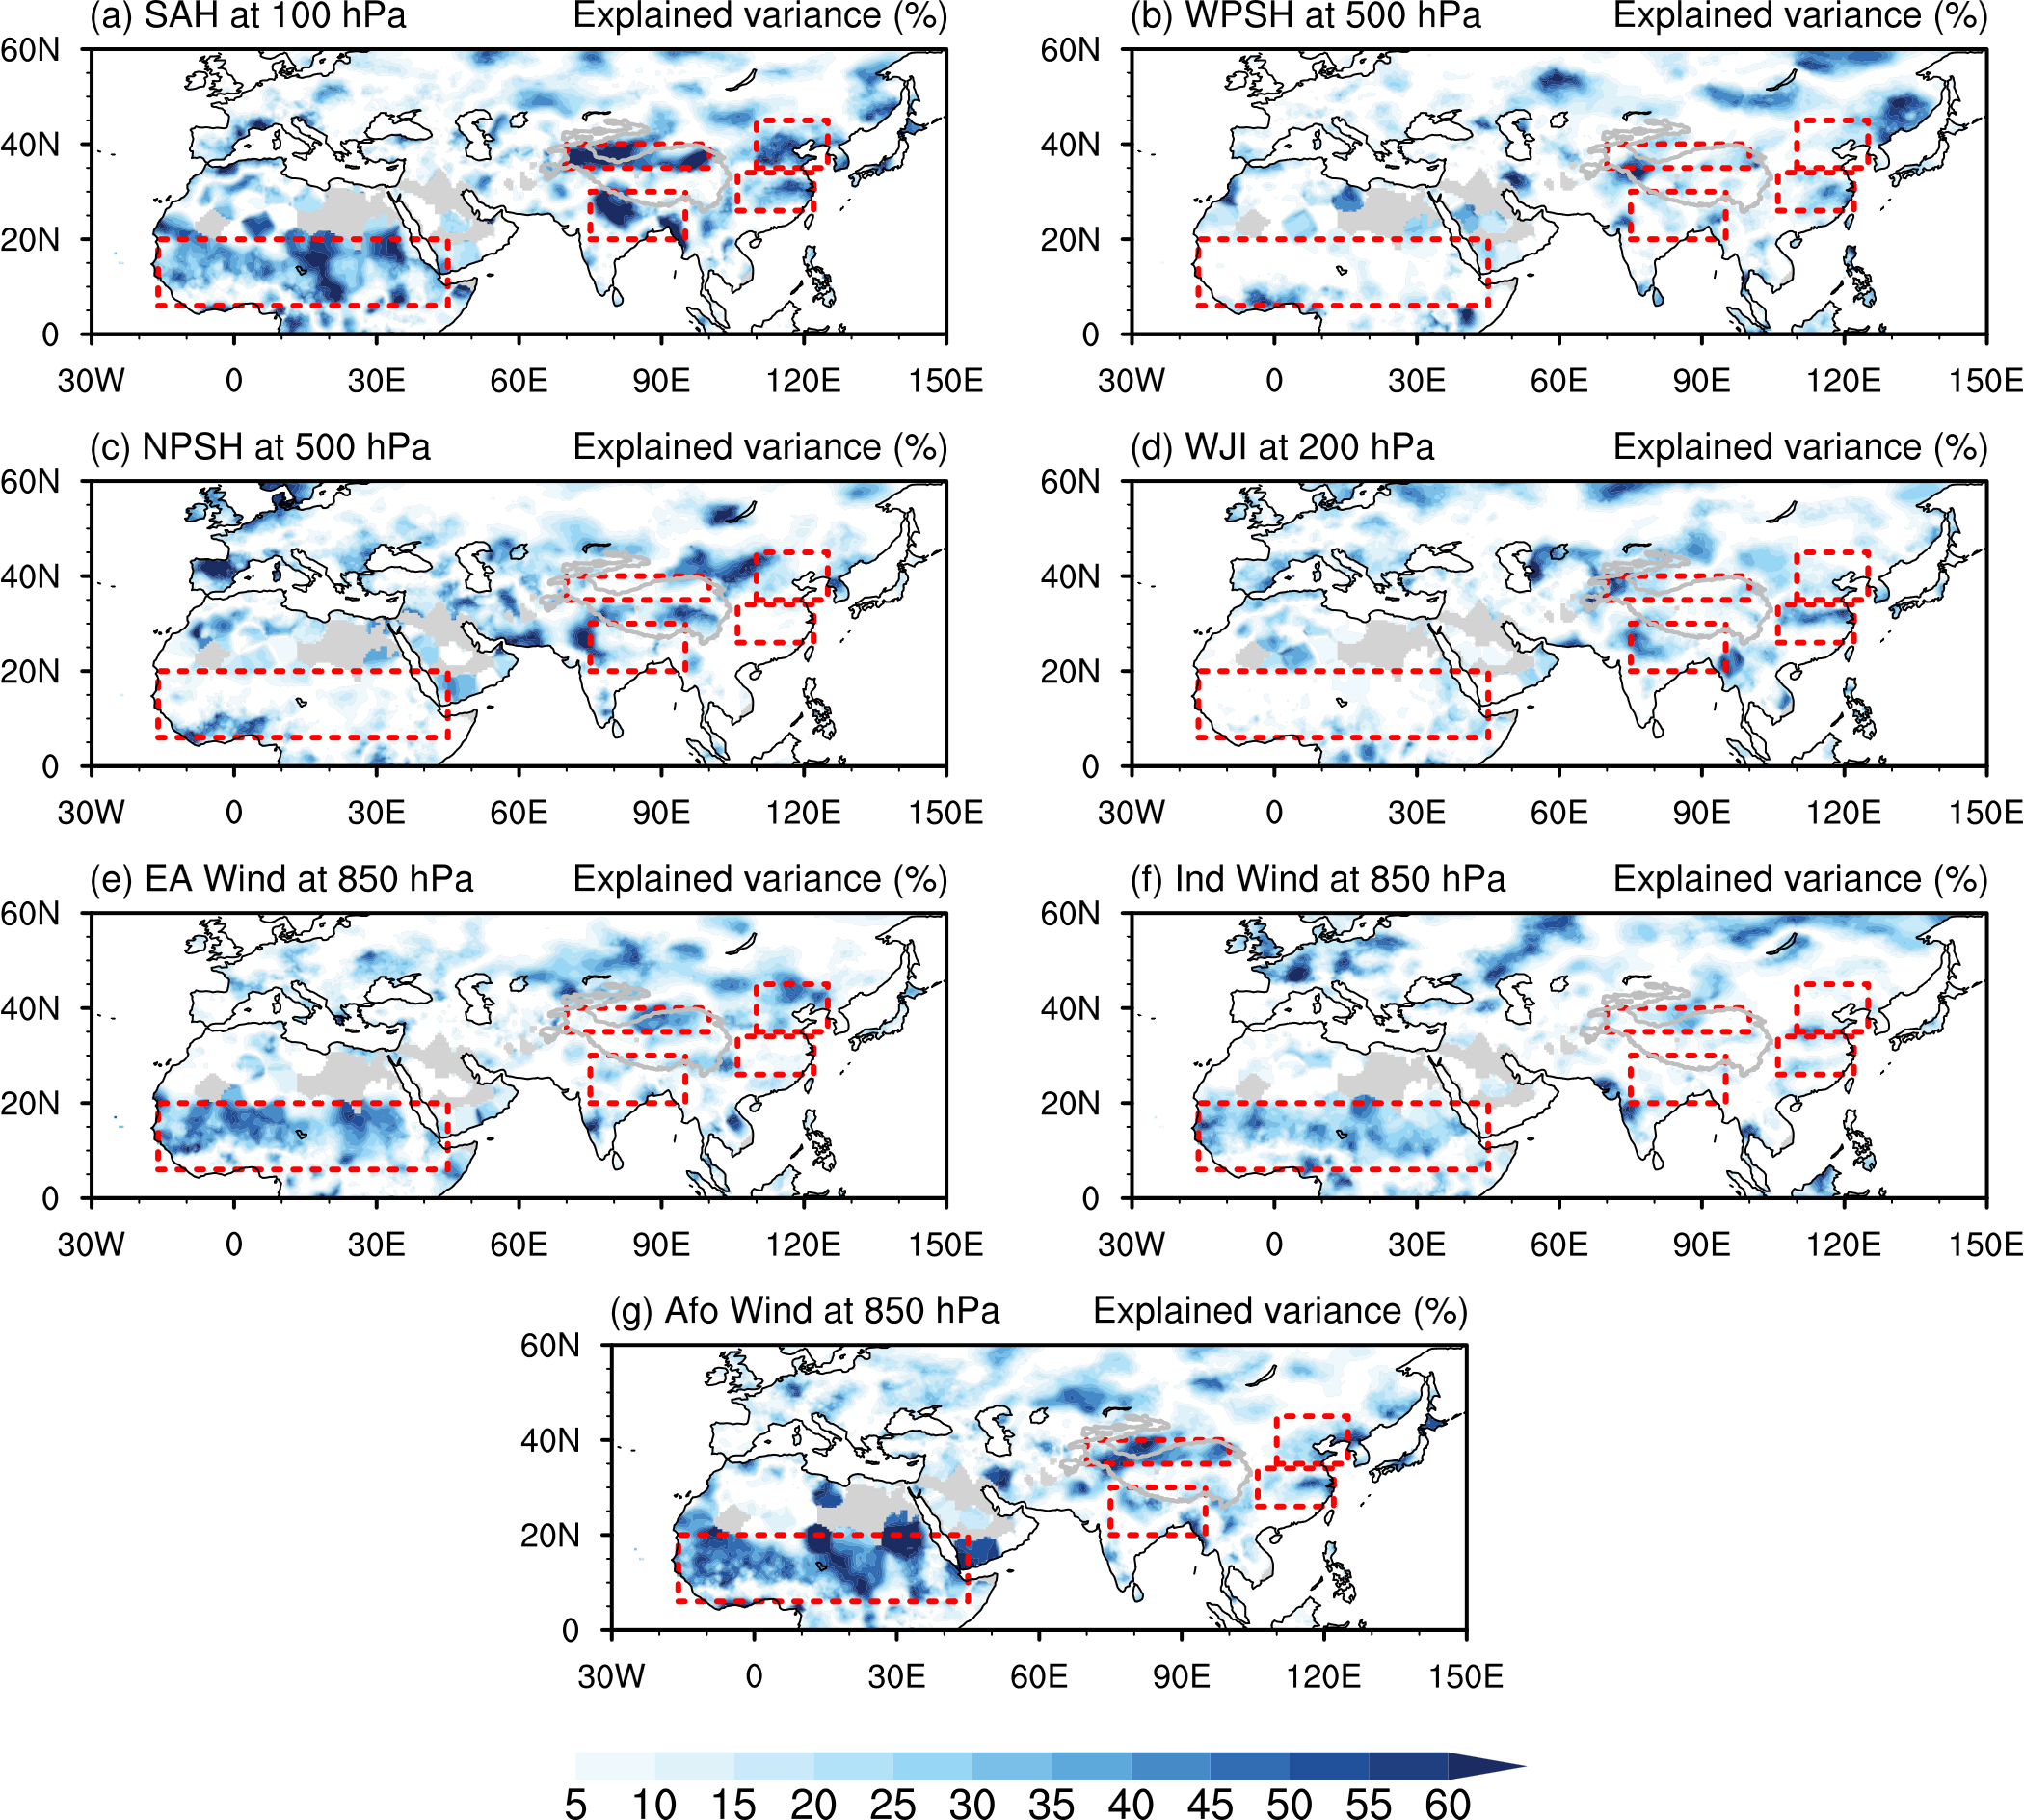 (a) SAH at 100 hPa Explained variance (%)
60N
40N
20N
0
30W 0 30E 60E 90E 120E 150E
(b) WPSH at 500 hPa Explained variance (%)
60N
40N
20N
0
30W 0 30E 60E 90E 120E 150E
(c) NPSH at 500 hPa Explained variance (%)
60N
40N
20N
0
30W 0 30E 60E 90E 120E 150E
(d) WJI at 200 hPa Explained variance (%)
60N
40N
20N
0
30W 0 30E 60E 90E 120E 150E
(e) EA Wind at 850 hPa Explained variance (%)
60N
40N
20N
0
30W 0 30E 60E 90E 120E 150E
(f) Ind Wind at 850 hPa Explained variance (%)
60N
40N
20N
0
30W 0 30E 60E 90E 120E 150E
(g) Afo Wind at 850 hPa Explained variance (%)
60N
40N
20N
0
30W 0 30E 60E 90E 120E 150E
5 10 15 20 25 30 35 40 45 50 55 60